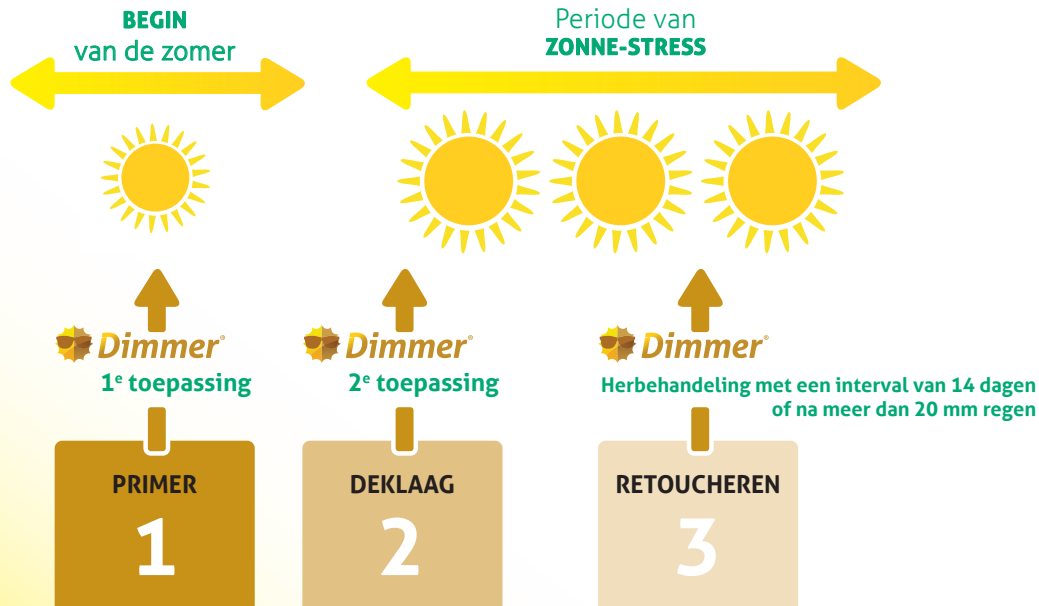 BEGIN
van de zomer
Periode van
ZONNE-STRESS
Dimmer®
1e toepassing
Dimmer®
2e toepassing
Dimmer®
Herbehandeling met een interval van 14 dagen
of na meer dan 20 mm regen
PRIMER
1
DEKLAAG
2
RETOUCHEREN
3